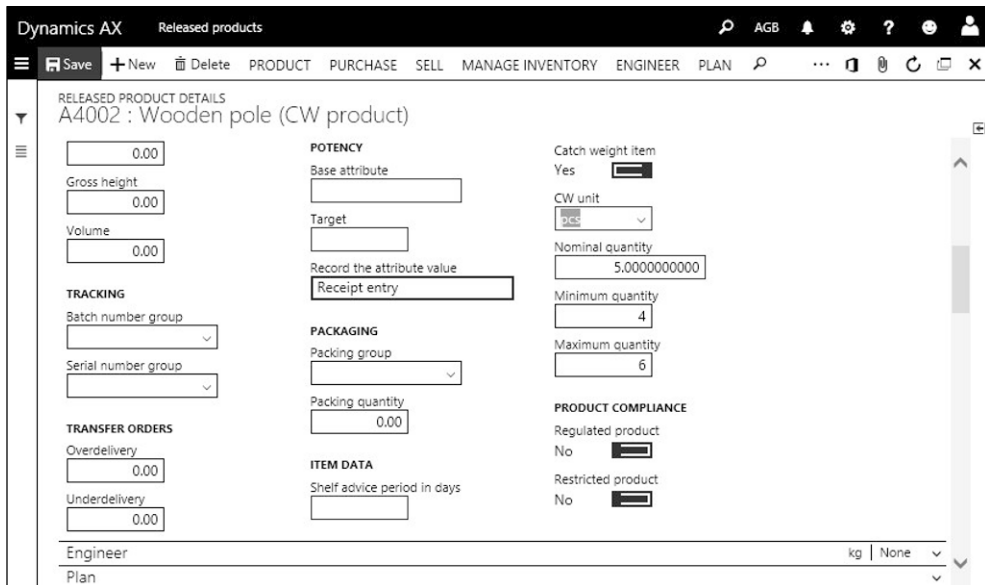 Dynamics AX Released products AGB ?
Save + New Delete PRODUCT PURCHASE SELL MANAGE INVENTORY ENGINEER PLAN ...
RELEASED PRODUCT DETAILS
A4002 : Wooden pole (CW product)
0.00
Gross height
0.00
Volume
0.00
TRACKING
Batch number group
Serial number group
TRANSFER ORDERS
Overdelivery
0.00
Underdelivery
0.00
POTENCY
Base attribute
Target
Record the attribute value
Receipt entry
PACKAGING
Packing group
Packing quantity
0.00
ITEM DATA
Shelf advice period in days
Catch weight item
Yes
CW unit
pcs
Nominal quantity
5.0000000000
Minimum quantity
4
Maximum quantity
6
PRODUCT COMPLIANCE
Regulated product
No
Restricted product
No
Engineer kg | None
Plan